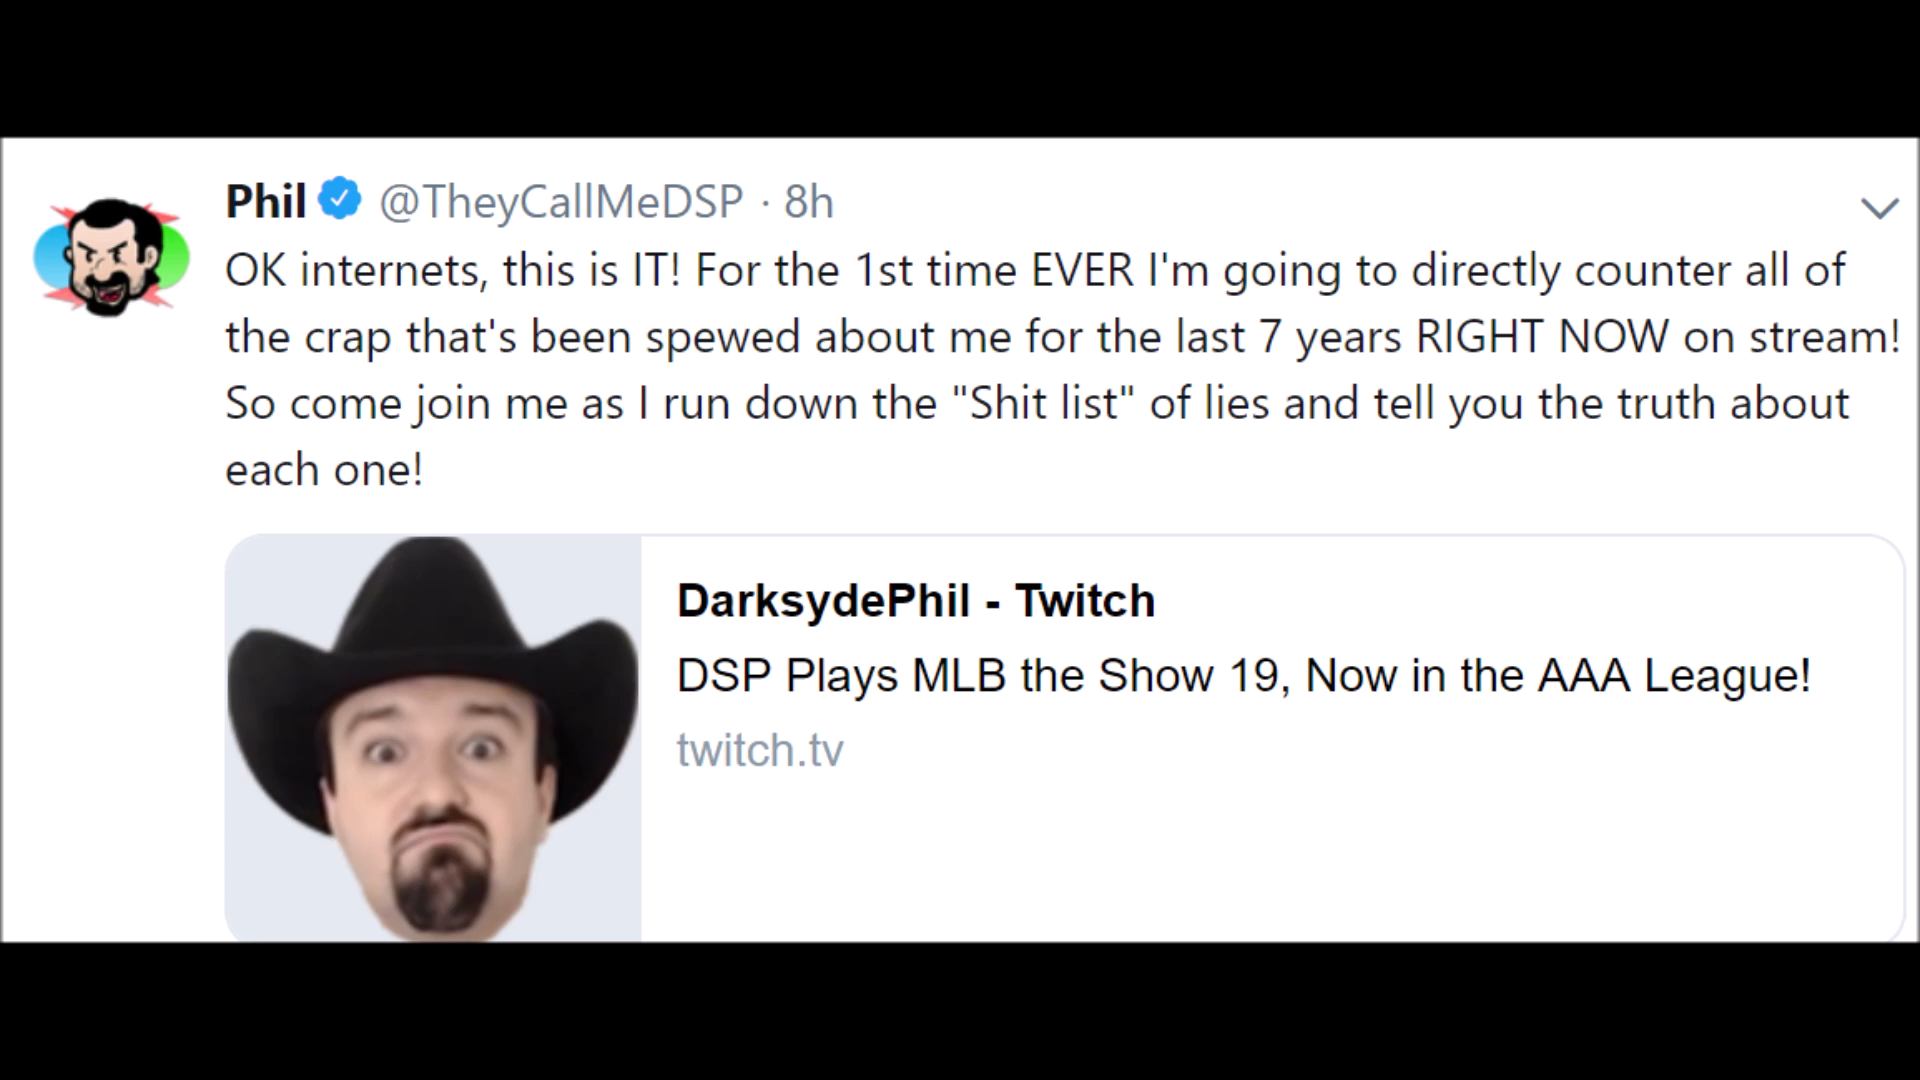 Phil @TheyCallMeDSP · 8h
OK internets, this is IT! For the 1st time EVER I'm going to directly counter all of
the crap that's been spewed about me for the last 7 years RIGHT NOW on stream!
So come join me as I run down the "Shit list" of lies and tell you the truth about
each one!
DarksydePhil - Twitch
DSP Plays MLB the Show 19, Now in the AAA League!
twitch.tv